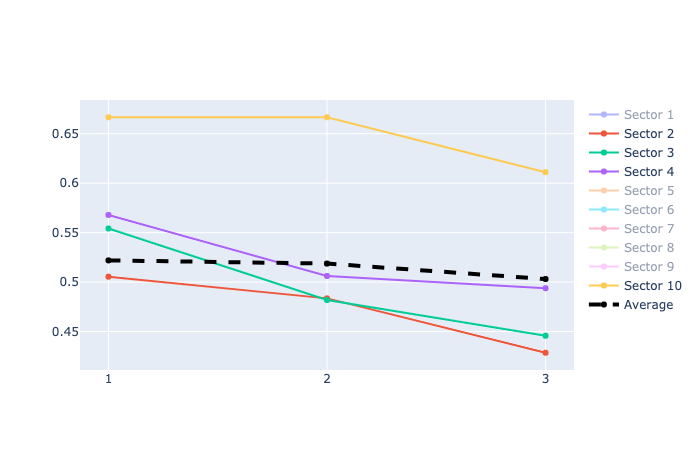 0.65
0.6
0.55
0.5
0.45
1
2
3
Sector 1
Sector 2
Sector 3
Sector 4
Sector 5
Sector 6
Sector 7
Sector 8
Sector 9
Sector 10
Average